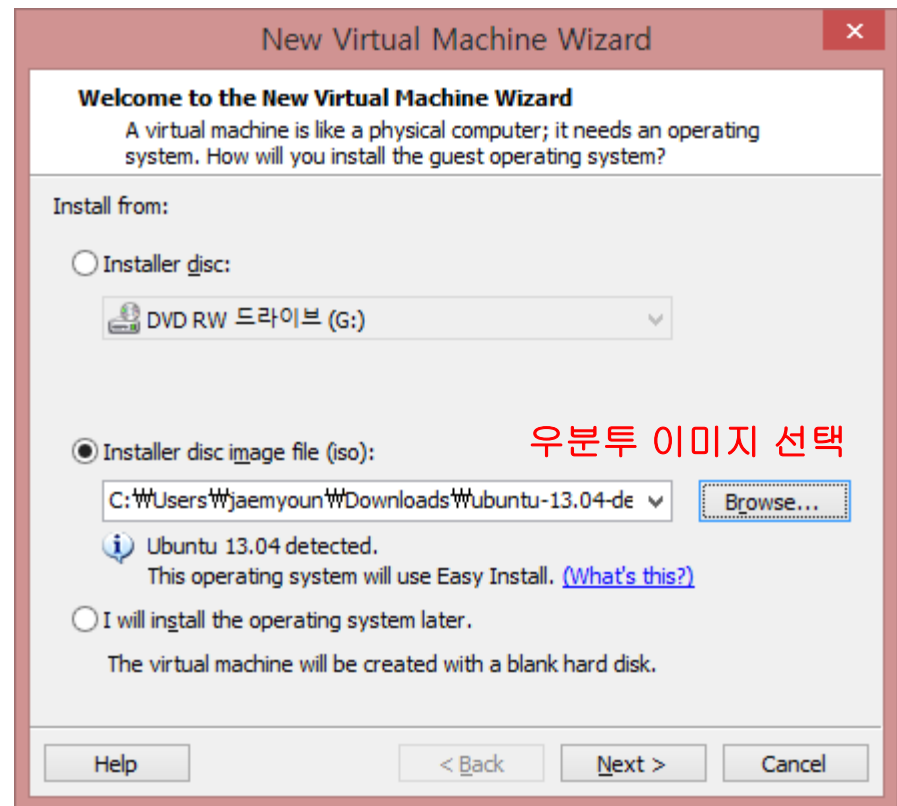 New Virtual Machine Wizard
Welcome to the New Virtual Machine Wizard
A virtual machine is like a physical computer; it needs an operating
system. How will you install the guest operating system?
Install from:
Installer disc:
DVD RW 드라이브 (G:)
우분투 이미지 선택
Installer disc image file (iso):
C:₩Users₩jaemyoun₩Downloads₩ubuntu-13.04-de
Browse...
Ubuntu 13.04 detected.
This operating system will use Easy Install. (What's this?)
I will install the operating system later.
The virtual machine will be created with a blank hard disk.
Help
< Back
Next >
Cancel